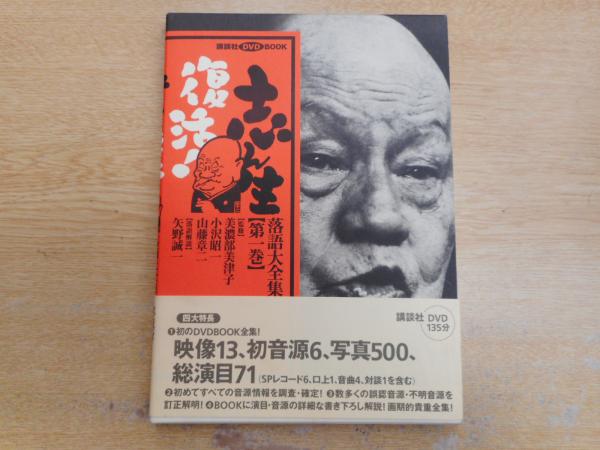 講談社 DVD BOOK
志ん生
復活!
落語大全集
【第一巻】
美濃部美津子
小沢昭一
山藤章二
矢野誠一
講談社 DVD
135分
四大特長
❶初のDVDBOOK全集!
映像13、初音源6、写真500、
総演目71(SPレコード6、口上1、音曲4、対談1を含む)
❷初めてすべての音源情報を調査・確定!❸数多くの誤認音源・不明音源を
訂正解明!❹BOOKに演目・音源の詳細な書き下ろし解説!画期的貴重全集!